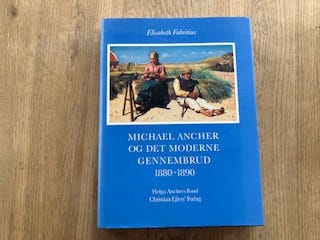 Elisabeth Fabritius
MICHAEL ANCHER
OG DET MODERNE
GENNEMBRUD
1880-1890
Helga Anchers Fond
Christian Ejlers' Forlag